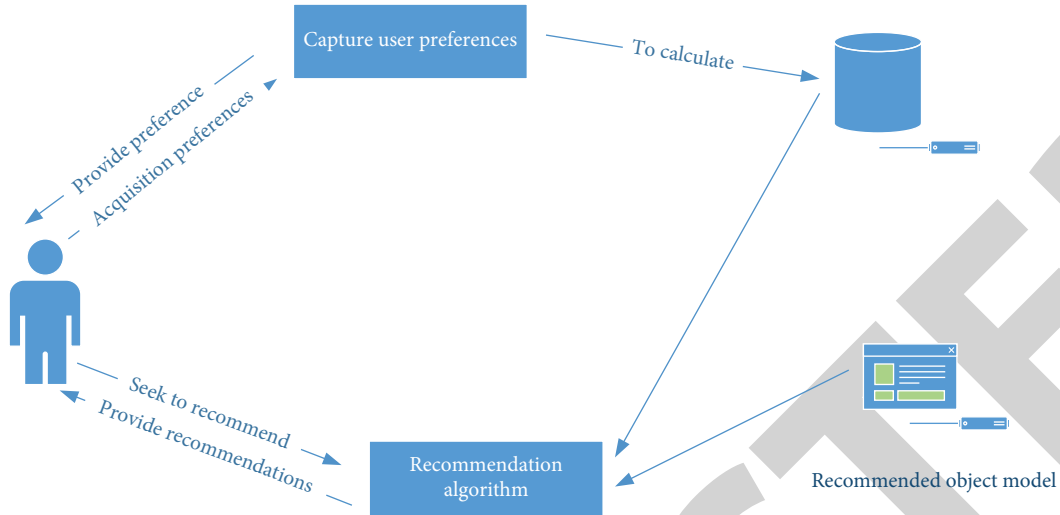 Capture user preferences
To calculate
Provide preference
Acquisition preferences
Seek to recommend
Provide recommendations
Recommendation
algorithm
Recommended object model